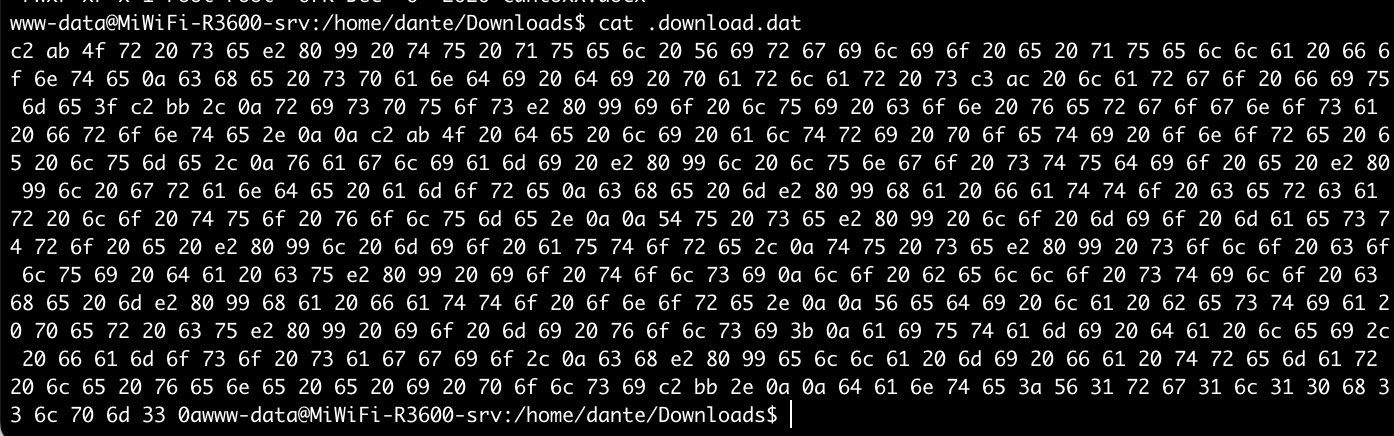 www-data@MiWiFi-R3600-srv:/home/dante/Downloads$ cat .download.dat
c2 ab 4f 72 20 73 65 e2 80 99 20 74 75 20 71 75 65 6c 20 56 69 72 67 69 6c 69 6f 20 65 20 71 75 65 6c 6c 61 20 66 6
f 6e 74 65 0a 63 68 65 20 73 70 61 6e 64 69 20 64 69 20 70 61 72 6c 61 72 20 73 c3 ac 20 6c 61 72 67 6f 20 66 69 75
6d 65 3f c2 bb 2c 0a 72 69 73 70 75 6f 73 e2 80 99 69 6f 20 6c 75 69 20 63 6f 6e 20 76 65 72 67 6f 67 6e 6f 73 61
20 66 72 6f 6e 74 65 2e 0a 0a c2 ab 4f 20 64 65 20 6c 69 20 61 6c 74 72 69 20 70 6f 65 74 69 20 6f 6e 6f 72 65 20 6
5 20 6c 75 6d 65 2c 0a 76 61 67 6c 69 61 6d 69 20 e2 80 99 6c 20 6c 75 6e 67 6f 20 73 74 75 64 69 6f 20 65 20 e2 80
99 6c 20 67 72 61 6e 64 65 20 61 6d 6f 72 65 0a 63 68 65 20 6d e2 80 99 68 61 20 66 61 74 74 6f 20 63 65 72 63 61
72 20 6c 6f 20 74 75 6f 20 76 6f 6c 75 6d 65 2e 0a 0a 54 75 20 73 65 e2 80 99 20 6c 6f 20 6d 69 6f 20 6d 61 65 73 7
4 72 6f 20 65 20 e2 80 99 6c 20 6d 69 6f 20 61 75 74 6f 72 65 2c 0a 74 75 20 73 65 e2 80 99 20 73 6f 6c 6f 20 63 6f
6c 75 69 20 64 61 20 63 75 e2 80 99 20 69 6f 20 74 6f 6c 73 69 0a 6c 6f 20 62 65 6c 6c 6f 20 73 74 69 6c 6f 20 63
68 65 20 6d e2 80 99 68 61 20 66 61 74 74 6f 20 6f 6e 6f 72 65 2e 0a 0a 56 65 64 69 20 6c 61 20 62 65 73 74 69 61 2
0 70 65 72 20 63 75 e2 80 99 20 69 6f 20 6d 69 20 76 6f 6c 73 69 3b 0a 61 69 75 74 61 6d 69 20 64 61 20 6c 65 69 2c
20 66 61 6d 6f 73 6f 20 73 61 67 67 69 6f 2c 0a 63 68 e2 80 99 65 6c 6c 61 20 6d 69 20 66 61 20 74 72 65 6d 61 72
20 6c 65 20 76 65 6e 65 20 65 20 69 20 70 6f 6c 73 69 c2 bb 2e 0a 0a 64 61 6e 74 65 3a 56 31 72 67 31 6c 31 30 68 3
3 6c 70 6d 33 0awww-data@MiWiFi-R3600-srv:/home/dante/Downloads$